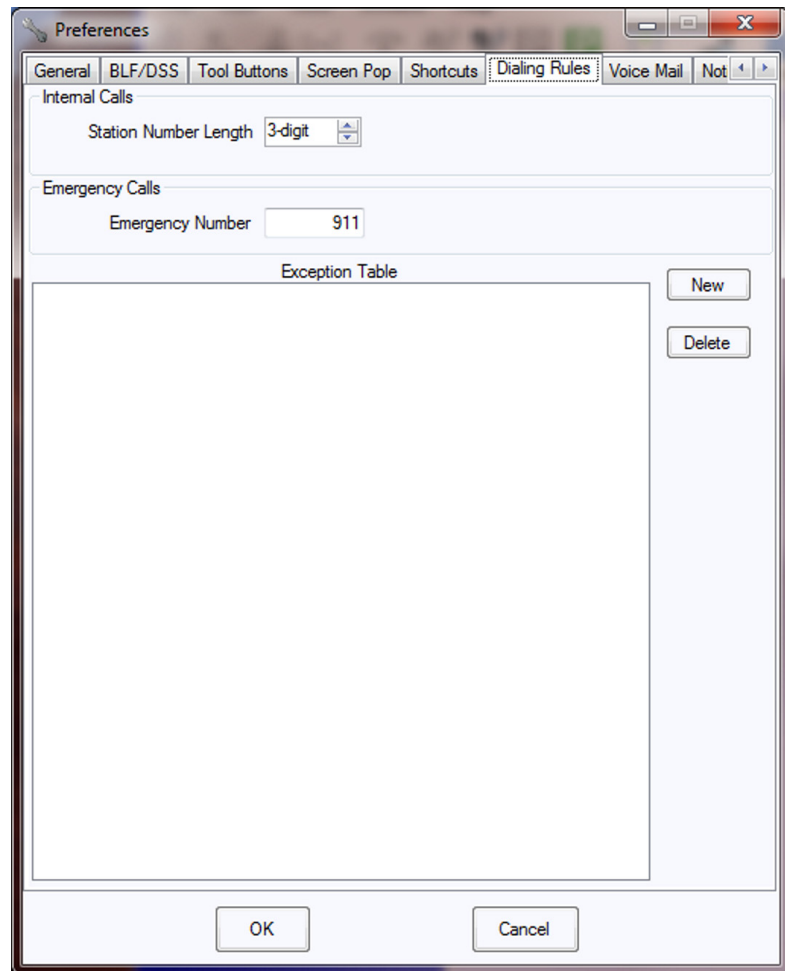 Preferences
General BLF/DSS Tool Buttons Screen Pop Shortcuts Dialing Rules Voice Mail Not
Internal Calls
Station Number Length 3-digit
Emergency Calls
Emergency Number 911
Exception Table
New
Delete
OK Cancel